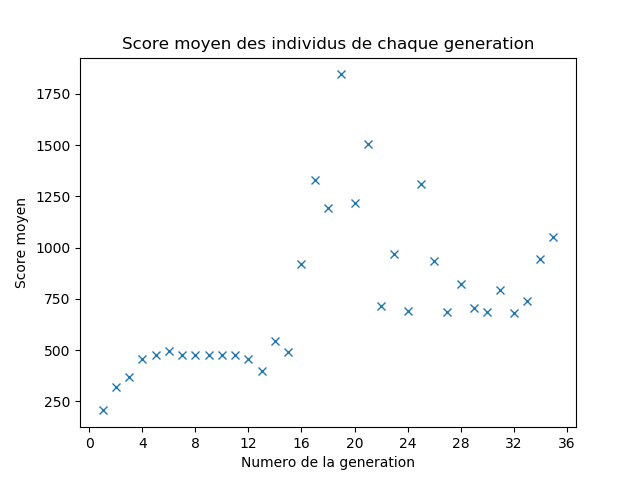 Score moyen des individus de chaque generation
1750
1500
1250
1000
750
500
250
Score moyen
0 4 8 12 16 20 24 28 32 36
Numero de la generation